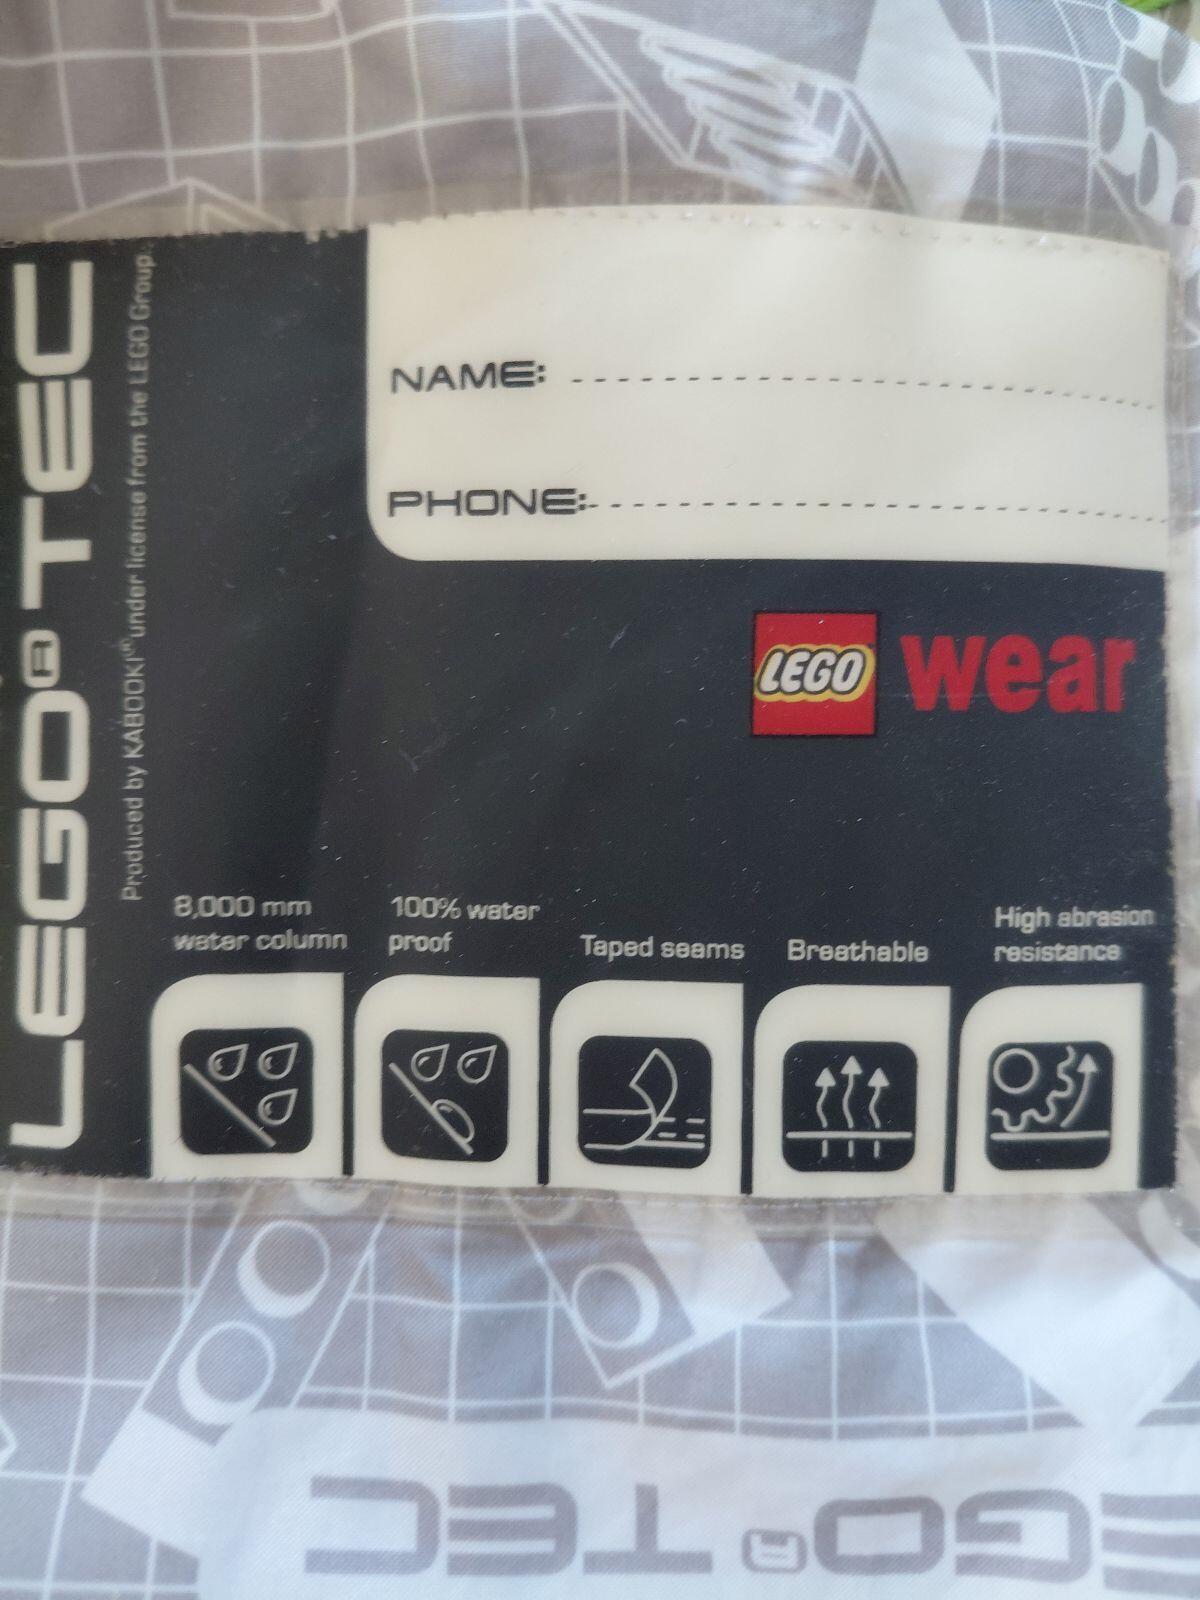 LEGO® TEC
Produced by KABOOKI® under license from the LEGO Group.
NAME:
PHONE:
LEGO wear
8,000 mm
water column
100% water
proof
Taped seams
Breathable
High abrasion
resistance
EGO® TEC